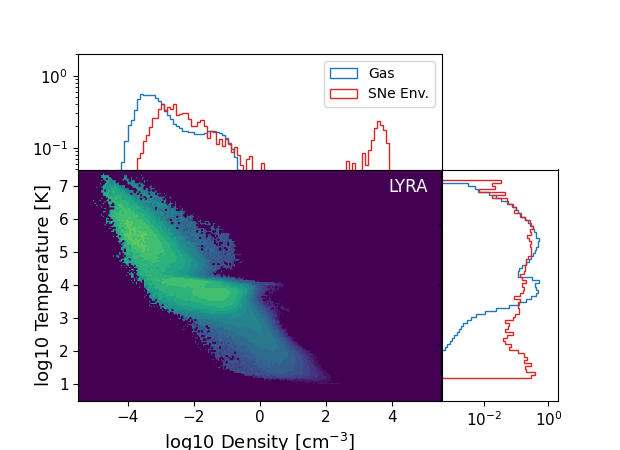 10⁰
10⁻¹
Gas
SNe Env.
LYRA
log10 Temperature [K]
7
6
5
4
3
2
1
−4 −2 0 2 4
10⁻² 10⁰
log10 Density [cm⁻³]